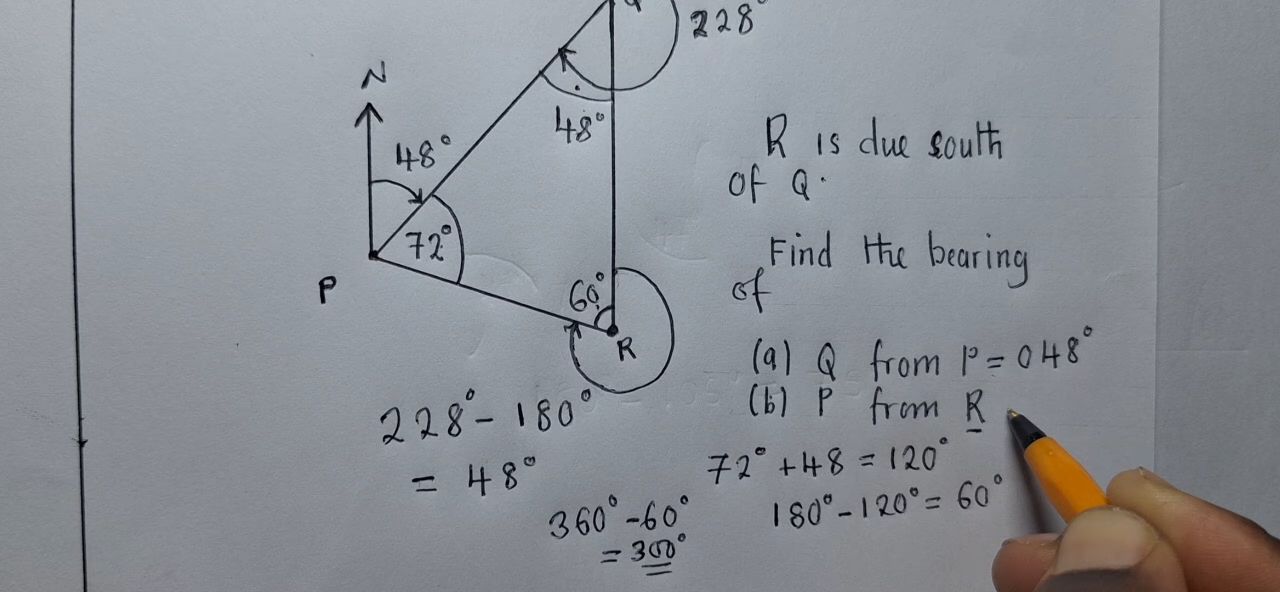 228°
N
48°
48°
72°
P
60°
R
R is due south
of Q.
Find the bearing
of
(a) Q from P = 048°
(b) P from R
228° - 180°
= 48°
72° + 48 = 120°
180° - 120° = 60°
360° - 60°
= 300°